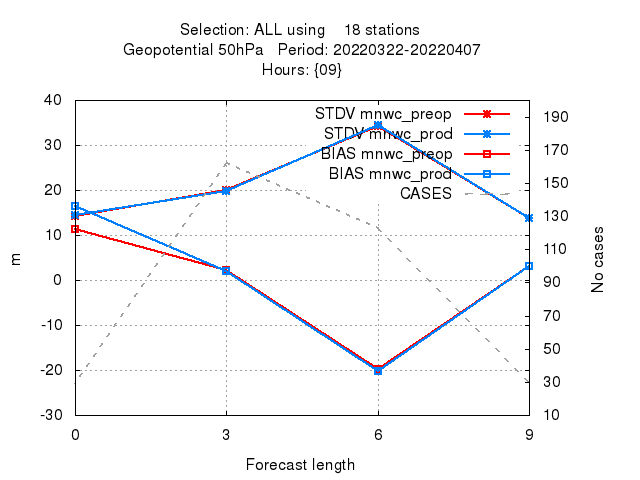 Selection: ALL using    18 stations
Geopotential 50hPa   Period: 20220322-20220407
Hours: {09}
40 STDV mnwc_preop 190
30 STDV mnwc_prod 170
BIAS mnwc_preop
20 BIAS mnwc_prod 150
CASES
10 130
m 0 110 No cases
-10 90
-20 70
50
-30 30
10
0 3 6 9
Forecast length